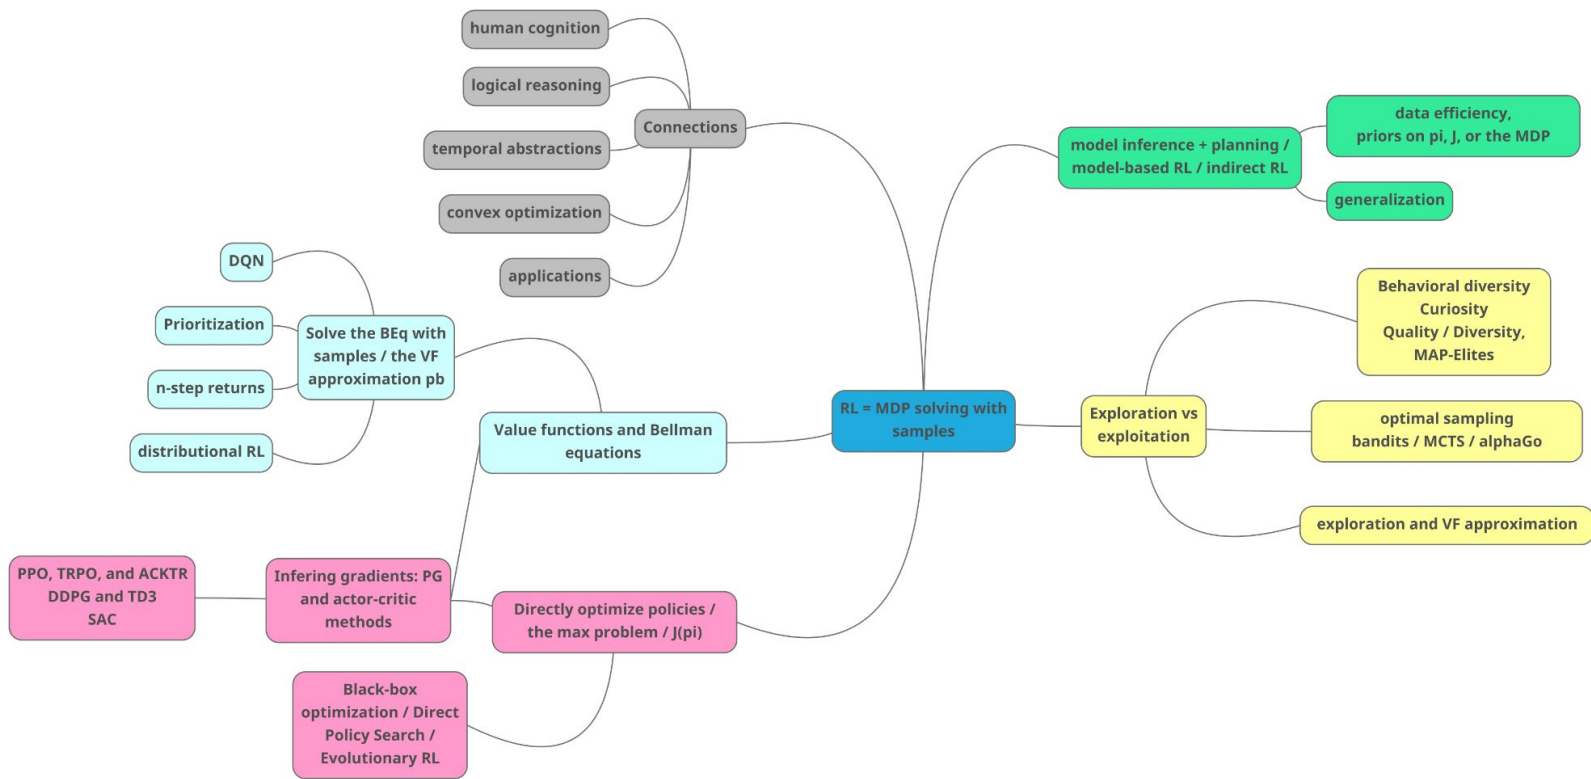 human cognition
logical reasoning
Connections
temporal abstractions
convex optimization
applications
model inference + planning /
model-based RL / indirect RL
data efficiency,
priors on pi, J, or the MDP
generalization
DQN
Prioritization
n-step returns
distributional RL
Solve the BEq with
samples / the VF
approximation pb
Value functions and Bellman
equations
RL = MDP solving with
samples
Exploration vs
exploitation
Behavioral diversity
Curiosity
Quality / Diversity,
MAP-Elites
optimal sampling
bandits / MCTS / alphaGo
exploration and VF approximation
PPO, TRPO, and ACKTR
DDPG and TD3
SAC
Infering gradients: PG
and actor-critic
methods
Directly optimize policies /
the max problem / J(pi)
Black-box
optimization / Direct
Policy Search /
Evolutionary RL